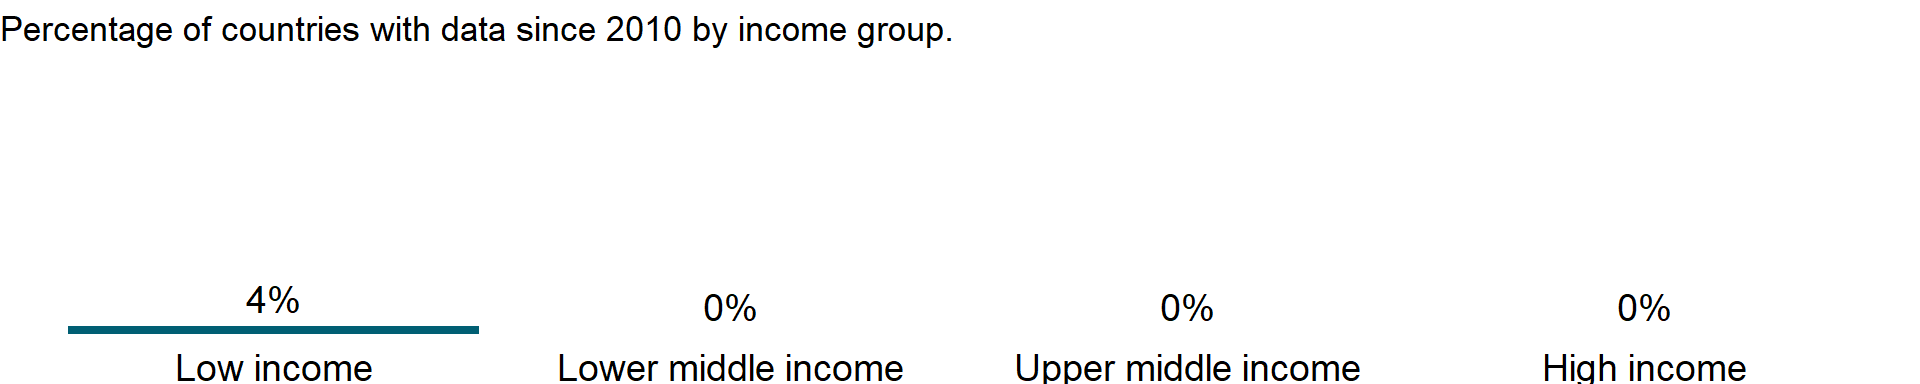 Percentage of countries with data since 2010 by income group.
4%
0%
0%
0%
Low income
Lower middle income
Upper middle income
High income